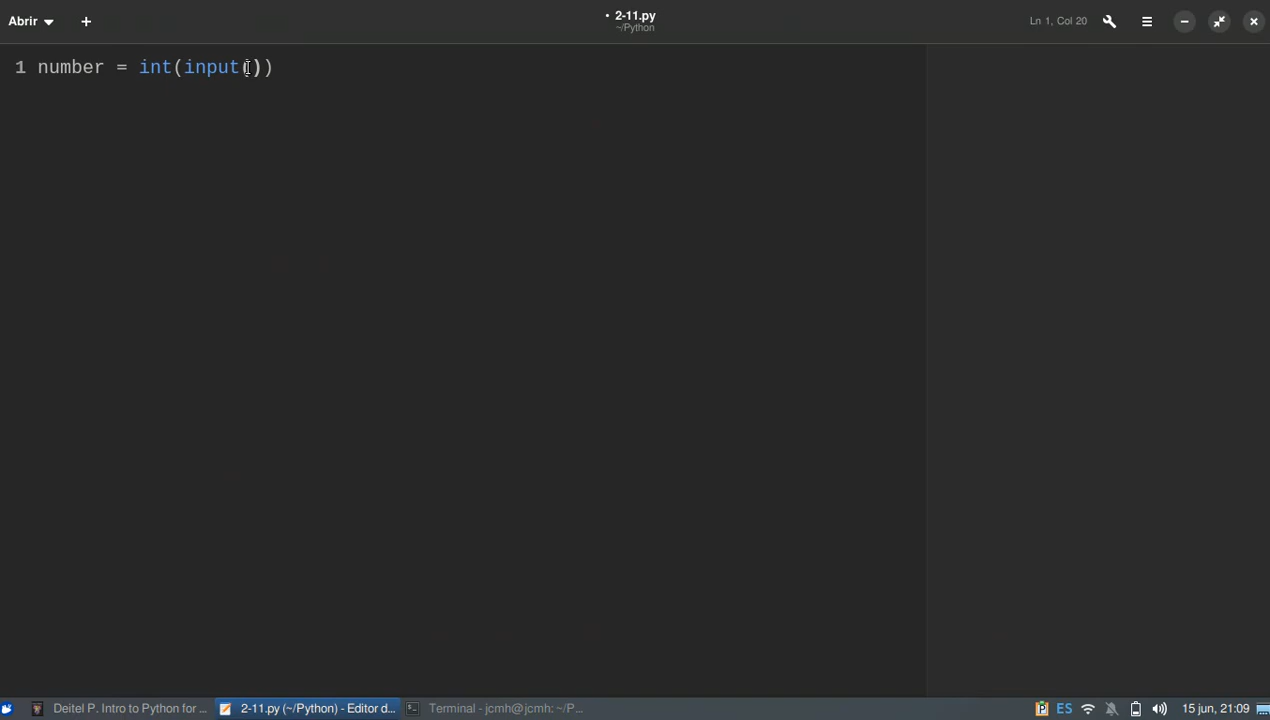 Abrir
• 2-11.py
~/Python
Ln 1, Col 20
1 number = int(input())
Deitel P. Intro to Python for ...
2-11.py (~/Python) - Editor d...
Terminal - jcmh@jcmh: ~/P...
ES
15 jun, 21:09